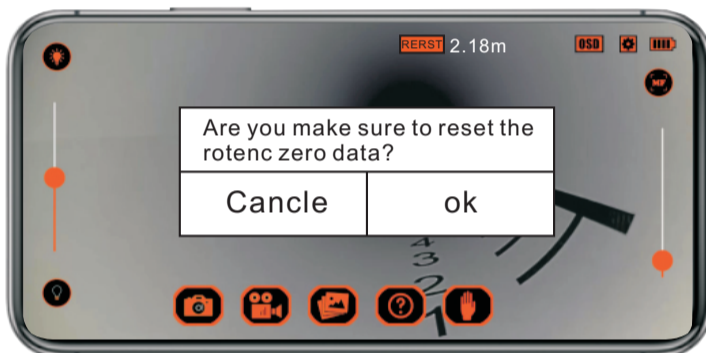 RERST 2.18m OSD
MF
Are you make sure to reset the
rotenc zero data?
Cancle ok
4
3
2
1